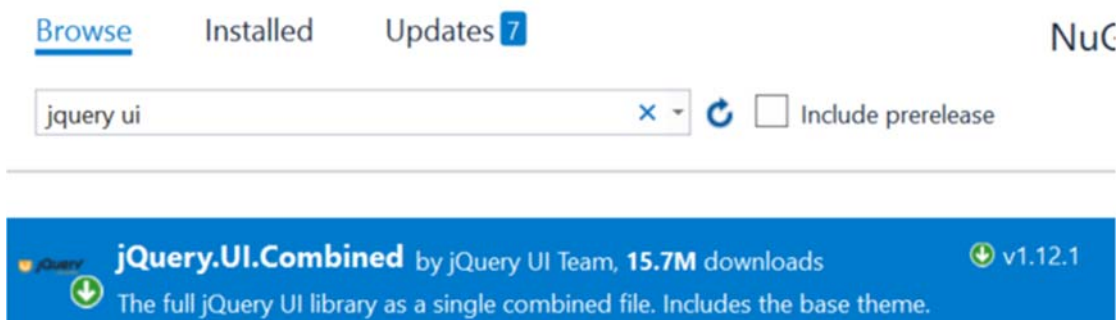 Browse Installed Updates 7
NuG
jquery ui
Include prerelease
jQuery.UI.Combined by jQuery UI Team, 15.7M downloads
v1.12.1
The full jQuery UI library as a single combined file. Includes the base theme.